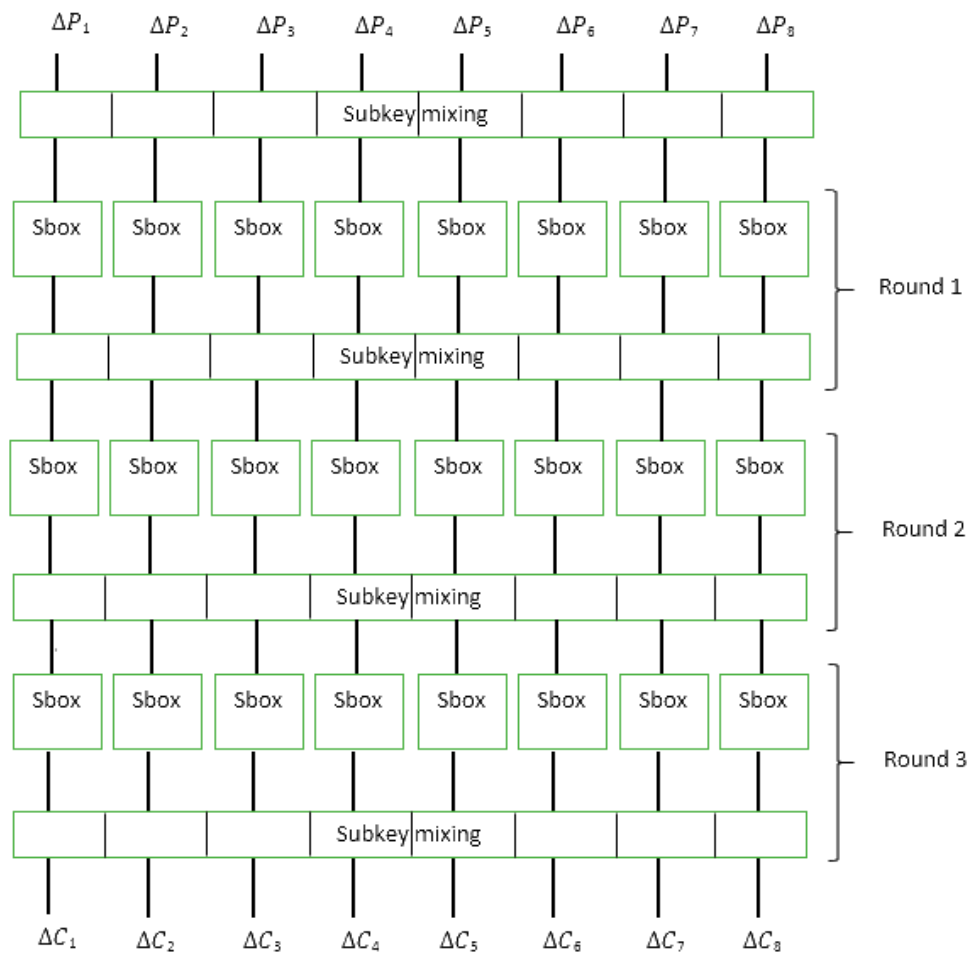 ΔP₁ ΔP₂ ΔP₃ ΔP₄ ΔP₅ ΔP₆ ΔP₇ ΔP₈
Subkey mixing
Sbox Sbox Sbox Sbox Sbox Sbox Sbox Sbox
Round 1
Subkey mixing
Sbox Sbox Sbox Sbox Sbox Sbox Sbox Sbox
Round 2
Subkey mixing
Sbox Sbox Sbox Sbox Sbox Sbox Sbox Sbox
Round 3
Subkey mixing
ΔC₁ ΔC₂ ΔC₃ ΔC₄ ΔC₅ ΔC₆ ΔC₇ ΔC₈